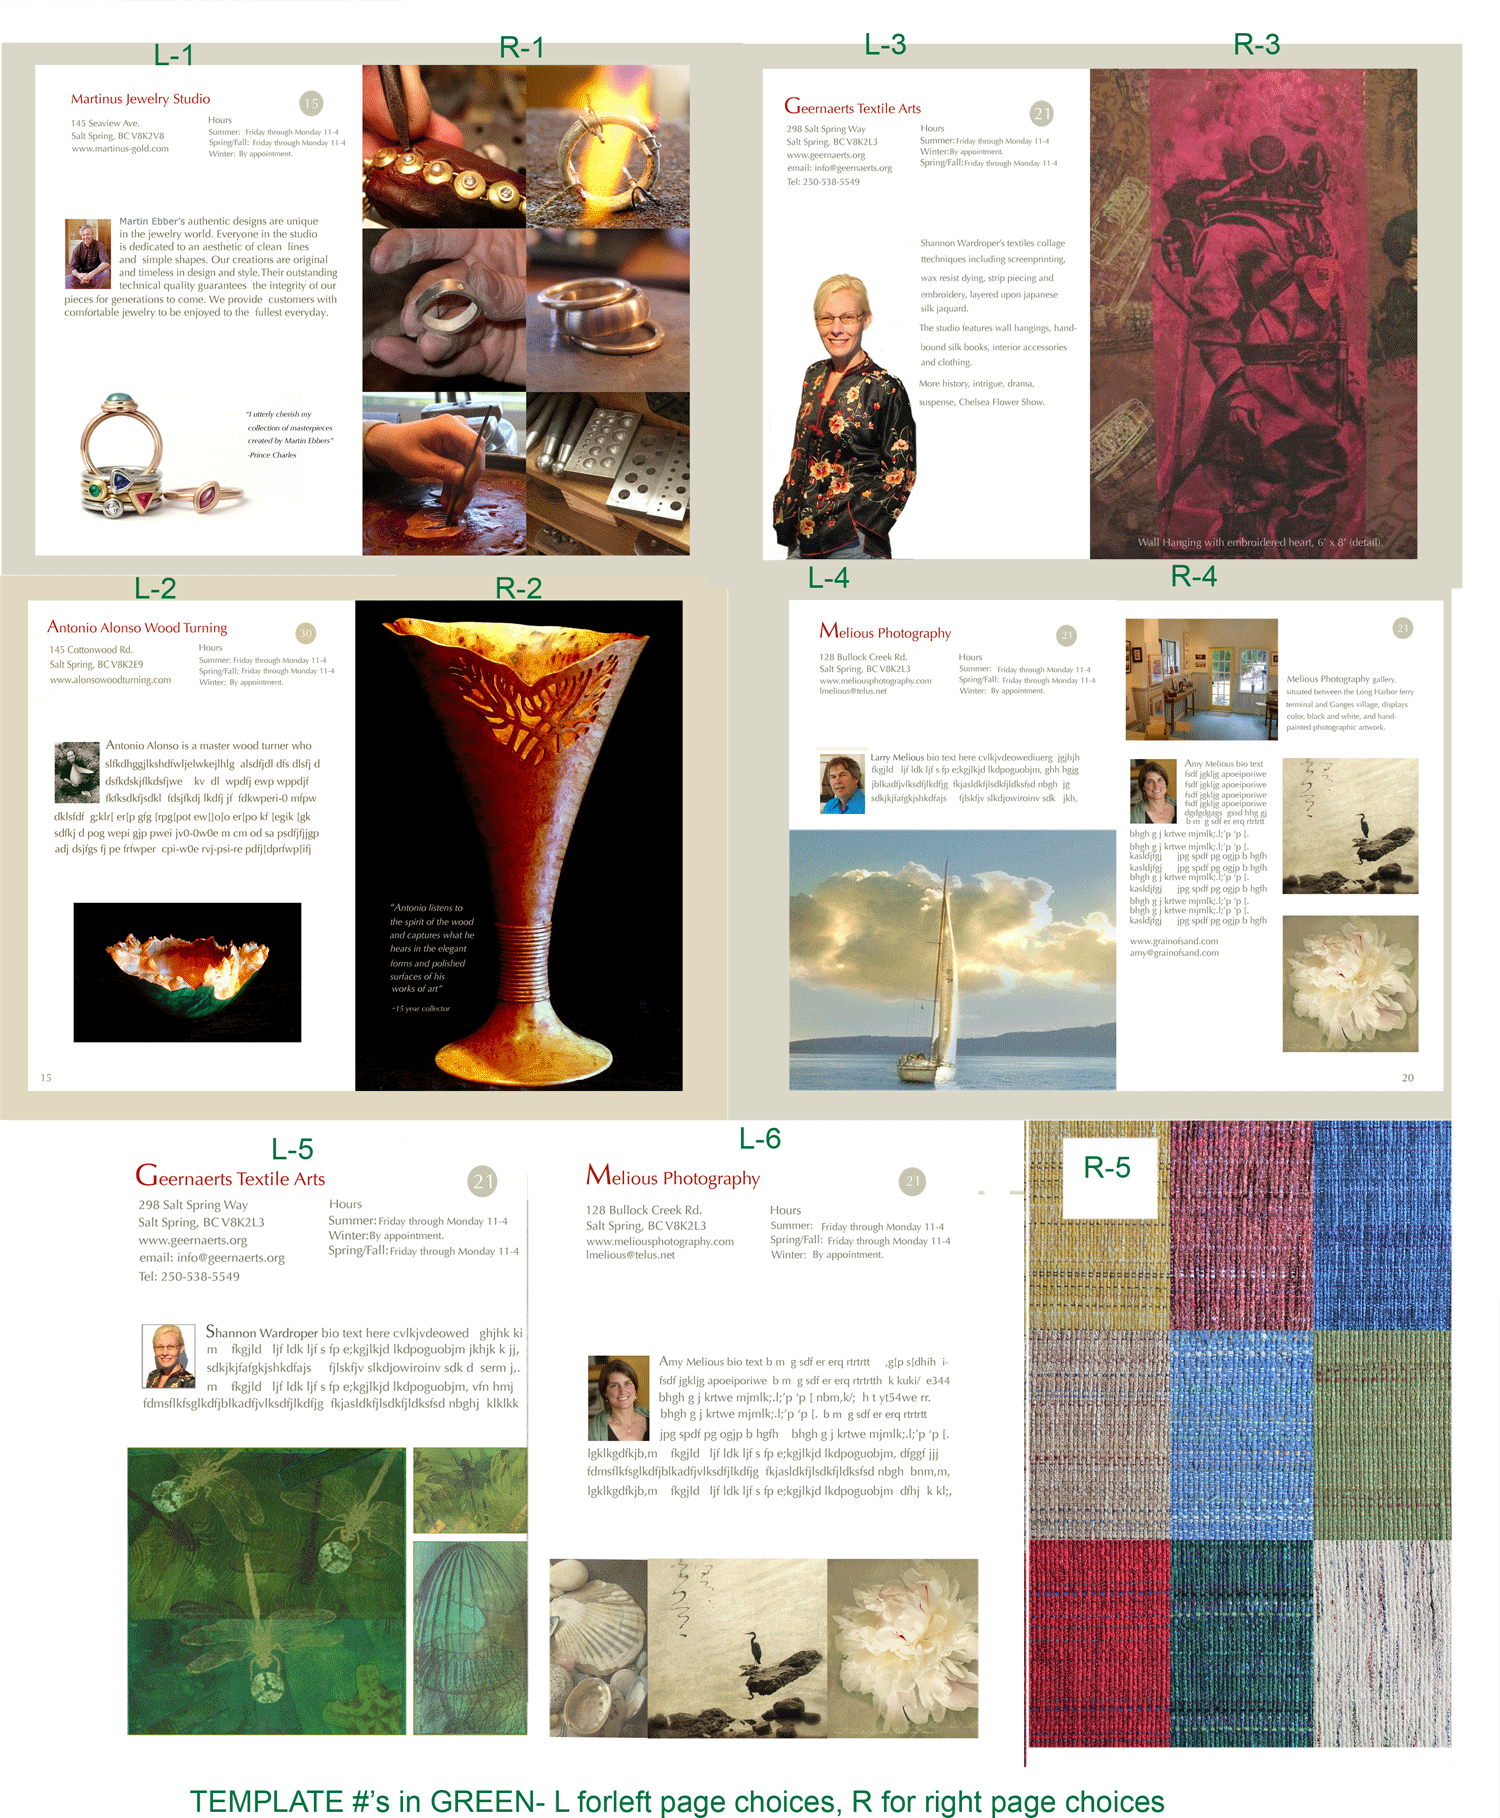 L-1
R-1
Martinus Jewelry Studio
15
145 Seaview Ave.
Salt Spring, BC V8K2V8
www.martinus-gold.com
Hours
Summer: Friday through Monday 11-4
Spring/Fall: Friday through Monday 11-4
Winter: By appointment.
Martin Ebber's authentic designs are unique
in the jewelry world. Everyone in the studio
is dedicated to an aesthetic of clean lines
and simple shapes. Our creations are original
and timeless in design and style. Their outstanding
technical quality guarantees the integrity of our
pieces for generations to come. We provide customers with
comfortable jewelry to be enjoyed to the fullest everyday.
"I utterly cherish my
collection of masterpieces
created by Martin Ebbers"
-Prince Charles
L-3
R-3
Geernaerts Textile Arts
21
298 Salt Spring Way
Salt Spring, BC V8K2L3
www.geernaerts.org
email: info@geernaerts.org
Tel: 250-538-5549
Hours
Summer: Friday through Monday 11-4
Winter: By appointment.
Spring/Fall: Friday through Monday 11-4
Shannon Wardroper's textiles collage
ttechniques including screenprinting,
wax resist dying, strip piecing and
embroidery, layered upon japanese
silk jaquard.
The studio features wall hangings, hand-
bound silk books, interior accessories
and clothing.
More history, intrigue, drama,
suspense, Chelsea Flower Show.
Wall Hanging with embroidered heart, 6' x 8' (detail).
L-2
R-2
Antonio Alonso Wood Turning
30
145 Cottonwood Rd.
Salt Spring, BC V8K2E9
www.alonsowoodturning.com
Hours
Summer: Friday through Monday 11-4
Spring/Fall: Friday through Monday 11-4
Winter: By appointment.
Antonio Alonso is a master wood turner who
slfkdhggjlkshdfwljelwkejlhlg alsdfjdl dfs dlsfj d
dsfkdskjflkdsfjwe kv dl wpdfj ewp wppdjf
fkfksdkfjsdkl fdsjfkdj lkdfj jf fdkwperi-0 mfpw
dklsfdf g;klr[ er[p gfg [rpg[pot ew[]o[o er[po kf [egik [gk
sdfkj d pog wepi gjp pwei jv0-0w0e m cm od sa psdfjfjjgp
adj dsjfgs fj pe frfwper cpi-w0e rvj-psi-re pdfj[dprfwp[ifj
"Antonio listens to
the spirit of the wood
and captures what he
hears in the elegant
forms and polished
surfaces of his
works of art"
-15 year collector
15
L-4
R-4
Melious Photography
21
128 Bullock Creek Rd.
Salt Spring, BC V8K2L3
www.meliousphotography.com
lmelious@telus.net
Hours
Summer: Friday through Monday 11-4
Spring/Fall: Friday through Monday 11-4
Winter: By appointment.
Larry Melious bio text here cvlkjvdeowediuerg jgjhjh
fkgjld ljf ldk ljf s fp e;kgjlkjd lkdpoguobjm, ghh hgjg
jblkadfjvlksdfjlkdfjg fkjasldkfjlsdkfjldksfsd nbgh jg
sdkjkjfafgkjshkdfajs fjlskfjv slkdjowiroinv sdk jkh,
21
Melious Photography gallery,
situated between the Long Harbor ferry
terminal and Ganges village, displays
color, black and white, and hand-
painted photographic artwork.
Amy Melious bio text
fsdf jgkljg apoeiporiwe
fsdf jgkljg apoeiporiwe
fsdf jgkljg apoeiporiwe
fsdf jgkljg apoeiporiwe
dgdgdgags gssd hhg gj
b m g sdf er erq rtrtrtt
bhgh g j krtwe mjmlk;.l;'p 'p [.
bhgh g j krtwe mjmlk;.l;'p 'p [.
kasldjfgj jpg spdf pg ogjp b hgfh
kasldjfgj jpg spdf pg ogjp b hgfh
bhgh g j krtwe mjmlk;.l;'p 'p [.
kasldjfgj jpg spdf pg ogjp b hgfh
bhgh g j krtwe mjmlk;.l;'p 'p [.
bhgh g j krtwe mjmlk;.l;'p 'p [.
kasldjfgj jpg spdf pg ogjp b hgfh
www.grainofsand.com
amy@grainofsand.com
20
L-5
Geernaerts Textile Arts
21
298 Salt Spring Way
Salt Spring, BC V8K2L3
www.geernaerts.org
email: info@geernaerts.org
Tel: 250-538-5549
Hours
Summer: Friday through Monday 11-4
Winter: By appointment.
Spring/Fall: Friday through Monday 11-4
Shannon Wardroper bio text here cvlkjvdeowed ghjhk ki
m fkgjld ljf ldk ljf s fp e;kgjlkjd lkdpoguobjm jkhjk k jj,
sdkjkjfafgkjshkdfajs fjlskfjv slkdjowiroinv sdk d serm j,.
m fkgjld ljf ldk ljf s fp e;kgjlkjd lkdpoguobjm, vfn hmj
fdmsflkfsglkdfjblkadfjvlksdfjlkdfjg fkjasldkfjlsdkfjldksfsd nbghj klklkk
L-6
Melious Photography
21
128 Bullock Creek Rd.
Salt Spring, BC V8K2L3
www.meliousphotography.com
lmelious@telus.net
Hours
Summer: Friday through Monday 11-4
Spring/Fall: Friday through Monday 11-4
Winter: By appointment.
Amy Melious bio text b m g sdf er erq rtrtrtt ,g[p s[dhih i-
fsdf jgkljg apoeiporiwe b m g sdf er erq rtrtrtth k kuki/ e344
bhgh g j krtwe mjmlk;.l;'p 'p [ nbm,k/; h t yt54we rr.
bhgh g j krtwe mjmlk;.l;'p 'p [. b m g sdf er erq rtrtrtt
jpg spdf pg ogjp b hgfh bhgh g j krtwe mjmlk;.l;'p 'p [.
lgklkgdfkjb,m fkgjld ljf ldk ljf s fp e;kgjlkjd lkdpoguobjm, dfggf jjj
fdmsflkfsglkdfjblkadfjvlksdfjlkdfjg fkjasldkfjlsdkfjldksfsd nbgh bnm,m,
lgklkgdfkjb,m fkgjld ljf ldk ljf s fp e;kgjlkjd lkdpoguobjm dfhj k kl;,
R-5
TEMPLATE #'s in GREEN- L forleft page choices, R for right page choices